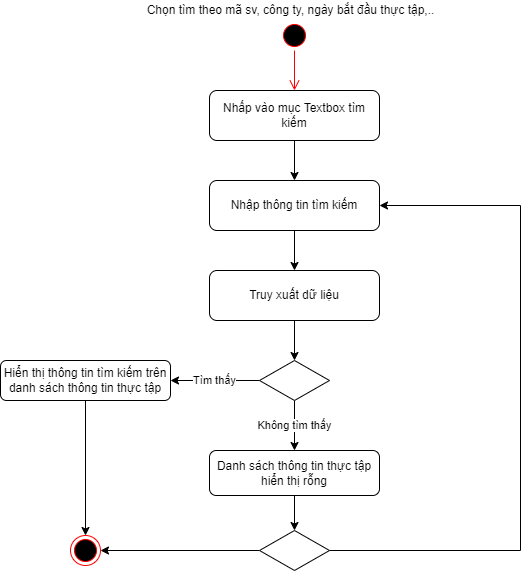 Chọn tìm theo mã sv, công ty, ngày bắt đầu thực tập,..
Nhấp vào mục Textbox tìm
kiếm
Nhập thông tin tìm kiếm
Truy xuất dữ liệu
Hiển thị thông tin tìm kiếm trên
danh sách thông tin thực tập
Tìm thấy
Không tìm thấy
Danh sách thông tin thực tập
hiển thị rỗng